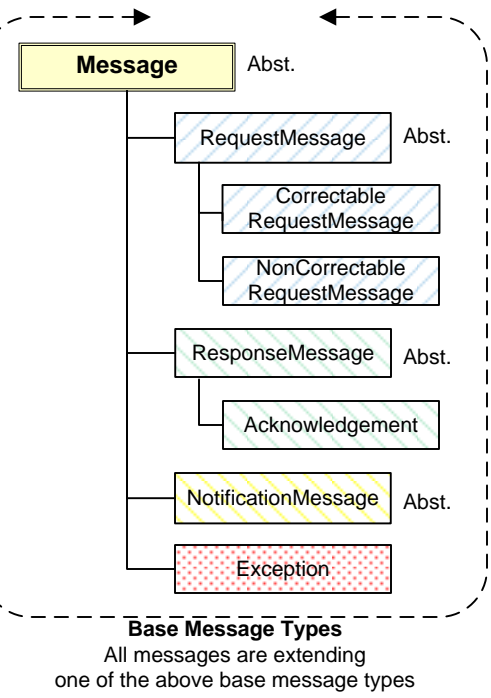 Message Abst.
RequestMessage Abst.
Correctable
RequestMessage
NonCorrectable
RequestMessage
ResponseMessage Abst.
Acknowledgement
NotificationMessage Abst.
Exception
Base Message Types
All messages are extending
one of the above base message types